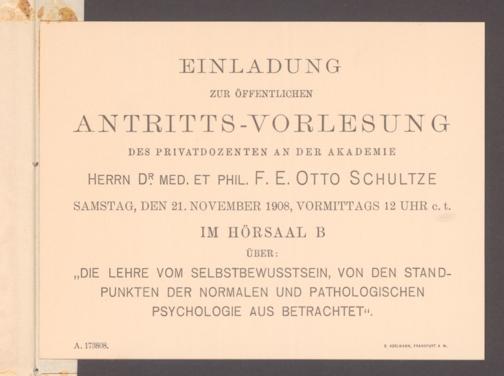 EINLADUNG
ZUR ÖFFENTLICHEN
ANTRITTS-VORLESUNG
DES PRIVATDOZENTEN AN DER AKADEMIE
HERRN DR. MED. ET PHIL. F. E. OTTO SCHULTZE
SAMSTAG, DEN 21. NOVEMBER 1908, VORMITTAGS 12 UHR c. t.
IM HÖRSAAL B
ÜBER:
„DIE LEHRE VOM SELBSTBEWUSSTSEIN, VON DEN STAND-
PUNKTEN DER NORMALEN UND PATHOLOGISCHEN
PSYCHOLOGIE AUS BETRACHTET“.
A. 173808.
ADELMANN, FRANKFURT A. M.